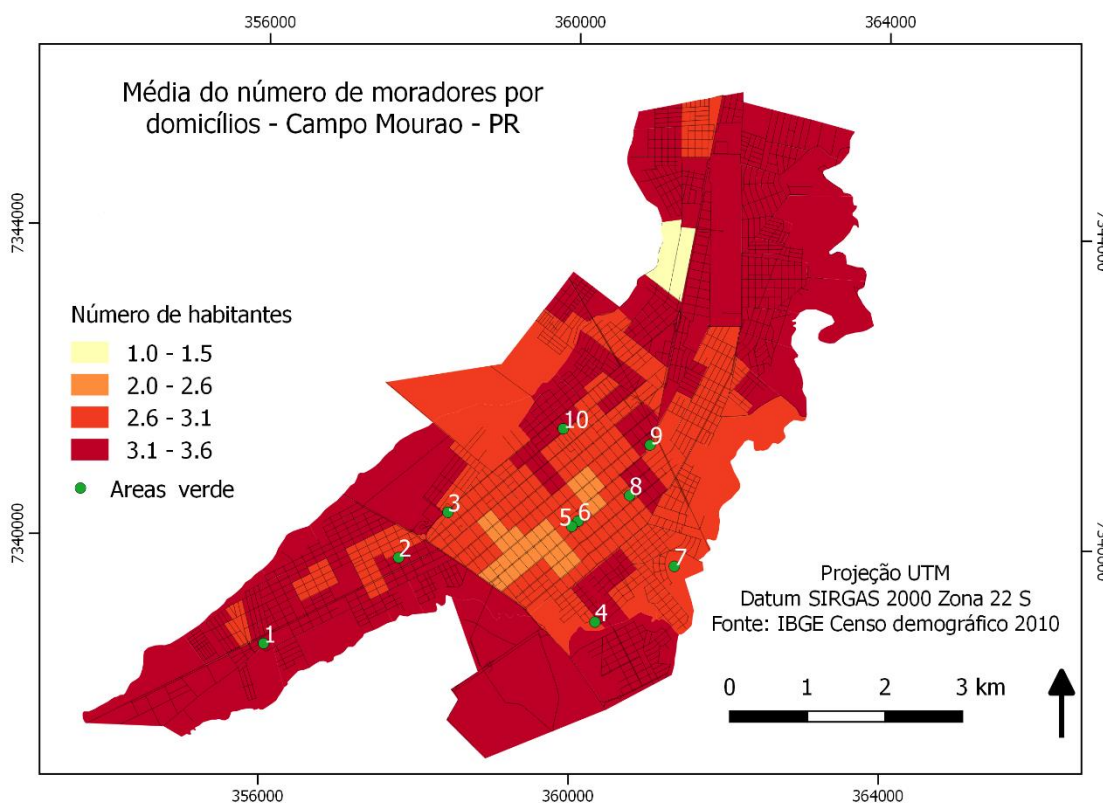 356000 360000 364000
Média do número de moradores por
domicílios - Campo Mourao - PR
7344000 7344000
Número de habitantes
1.0 - 1.5
2.0 - 2.6
2.6 - 3.1
3.1 - 3.6
Areas verde
10
9
8
3
5 6
2
7
4
1
7340000 7340000
Projeção UTM
Datum SIRGAS 2000 Zona 22 S
Fonte: IBGE Censo demográfico 2010
0 1 2 3 km
356000 360000 364000